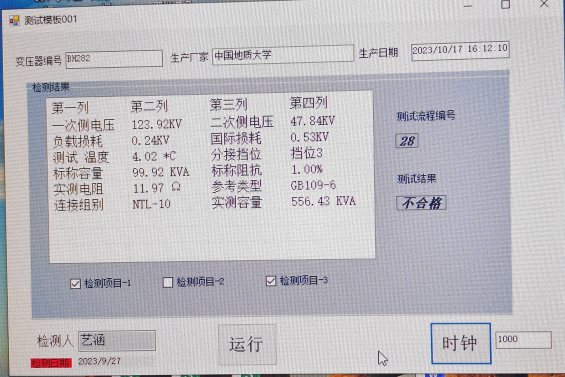 测试模板001
变压器编号 BM282 生产厂家 中国地质大学 生产日期 2023/10/17 16:12:10
检测结果
第一列 第二列 第三列 第四列
一次侧电压 123.92KV 二次侧电压 47.84KV
负载损耗 0.24KV 国际损耗 0.53KV
测试 温度 4.02 *C 分接挡位 挡位3
标称容量 99.92 KVA 标称阻抗 1.00%
实测电阻 11.97 Ω 参考类型 GB109-6
连接组别 NTL-10 实测容量 556.43 KVA
测试流程编号
28
测试结果
不合格
检测项目-1 检测项目-2 检测项目-3
检测人 艺涵 运行 时钟 1000
检测日期 2023/9/27